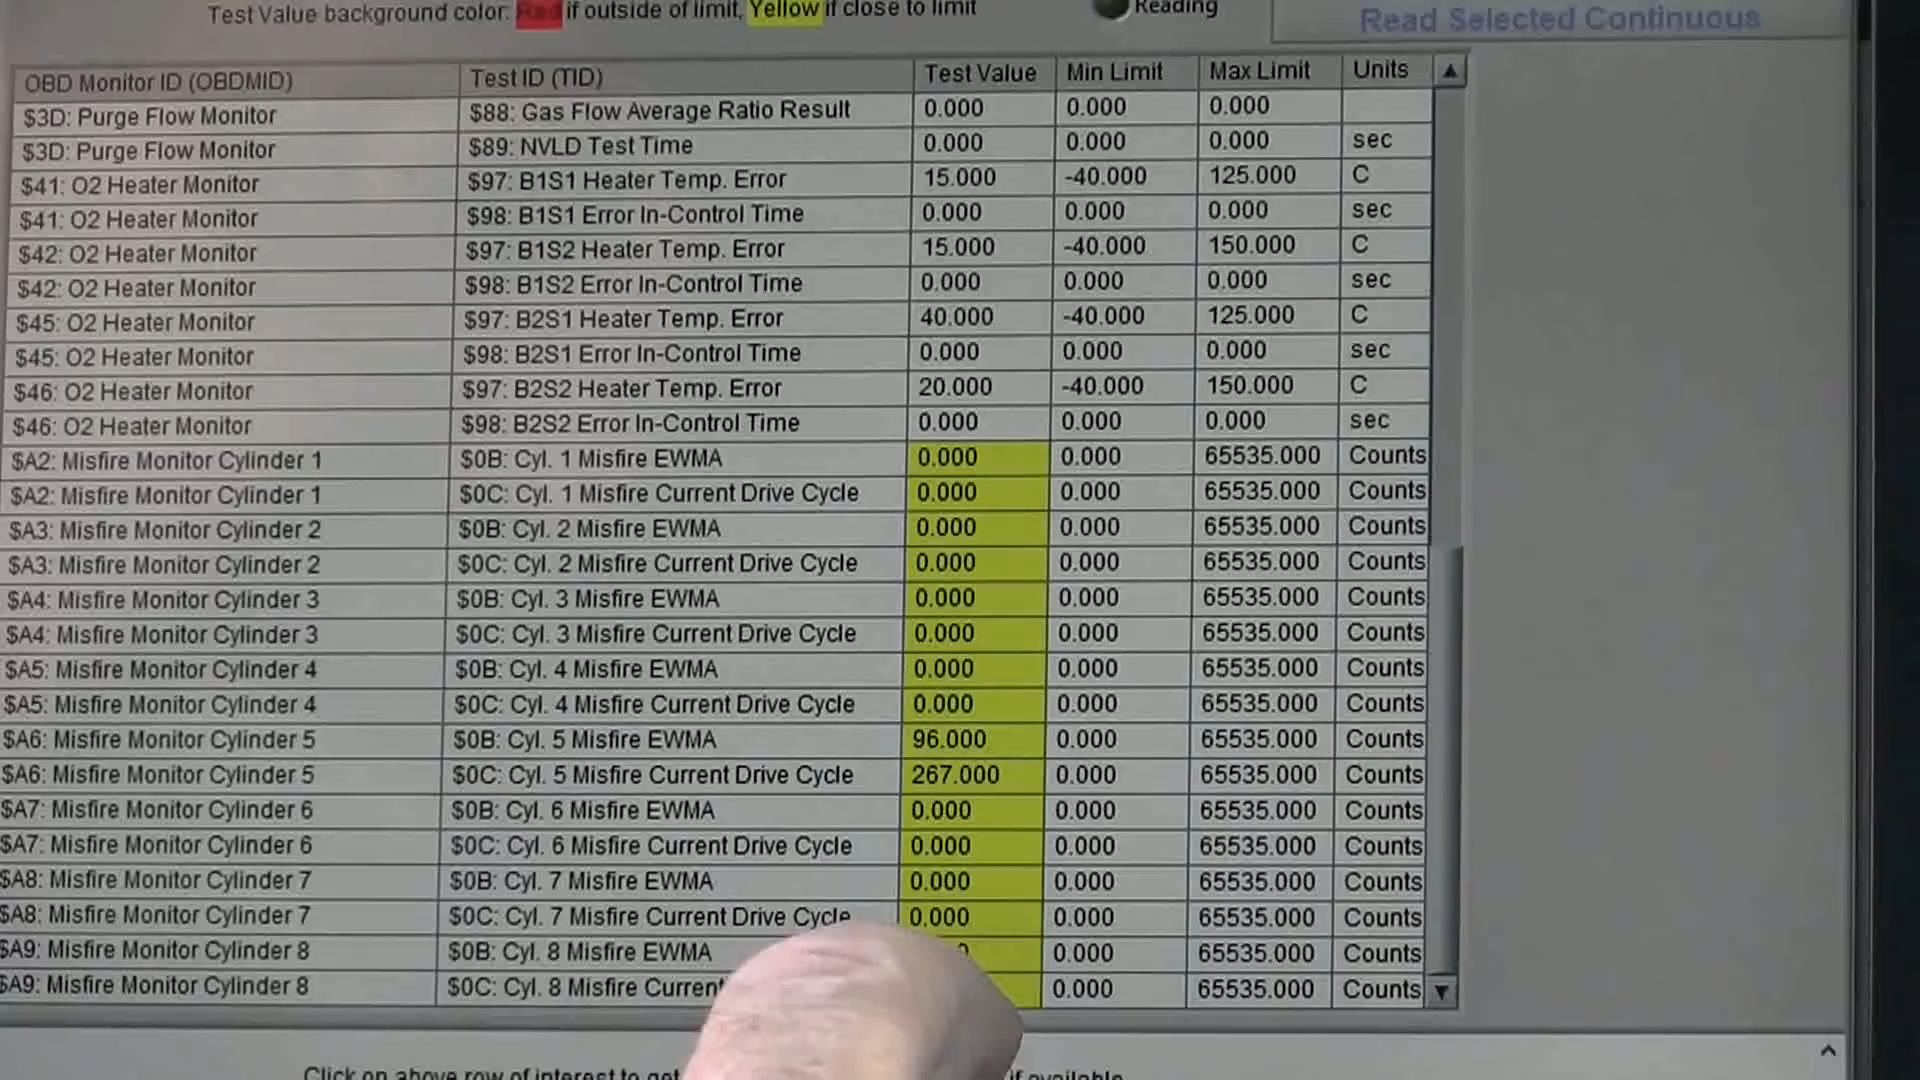 Test Value background color: Red if outside of limit, Yellow if close to limit
Reading
Read Selected Continuous
OBD Monitor ID (OBDMID) Test ID (TID) Test Value Min Limit Max Limit Units
$3D: Purge Flow Monitor $88: Gas Flow Average Ratio Result 0.000 0.000 0.000
$3D: Purge Flow Monitor $89: NVLD Test Time 0.000 0.000 0.000 sec
$41: O2 Heater Monitor $97: B1S1 Heater Temp. Error 15.000 -40.000 125.000 C
$41: O2 Heater Monitor $98: B1S1 Error In-Control Time 0.000 0.000 0.000 sec
$42: O2 Heater Monitor $97: B1S2 Heater Temp. Error 15.000 -40.000 150.000 C
$42: O2 Heater Monitor $98: B1S2 Error In-Control Time 0.000 0.000 0.000 sec
$45: O2 Heater Monitor $97: B2S1 Heater Temp. Error 40.000 -40.000 125.000 C
$45: O2 Heater Monitor $98: B2S1 Error In-Control Time 0.000 0.000 0.000 sec
$46: O2 Heater Monitor $97: B2S2 Heater Temp. Error 20.000 -40.000 150.000 C
$46: O2 Heater Monitor $98: B2S2 Error In-Control Time 0.000 0.000 0.000 sec
$A2: Misfire Monitor Cylinder 1 $0B: Cyl. 1 Misfire EWMA 0.000 0.000 65535.000 Counts
$A2: Misfire Monitor Cylinder 1 $0C: Cyl. 1 Misfire Current Drive Cycle 0.000 0.000 65535.000 Counts
$A3: Misfire Monitor Cylinder 2 $0B: Cyl. 2 Misfire EWMA 0.000 0.000 65535.000 Counts
$A3: Misfire Monitor Cylinder 2 $0C: Cyl. 2 Misfire Current Drive Cycle 0.000 0.000 65535.000 Counts
$A4: Misfire Monitor Cylinder 3 $0B: Cyl. 3 Misfire EWMA 0.000 0.000 65535.000 Counts
$A4: Misfire Monitor Cylinder 3 $0C: Cyl. 3 Misfire Current Drive Cycle 0.000 0.000 65535.000 Counts
$A5: Misfire Monitor Cylinder 4 $0B: Cyl. 4 Misfire EWMA 0.000 0.000 65535.000 Counts
$A5: Misfire Monitor Cylinder 4 $0C: Cyl. 4 Misfire Current Drive Cycle 0.000 0.000 65535.000 Counts
$A6: Misfire Monitor Cylinder 5 $0B: Cyl. 5 Misfire EWMA 96.000 0.000 65535.000 Counts
$A6: Misfire Monitor Cylinder 5 $0C: Cyl. 5 Misfire Current Drive Cycle 267.000 0.000 65535.000 Counts
$A7: Misfire Monitor Cylinder 6 $0B: Cyl. 6 Misfire EWMA 0.000 0.000 65535.000 Counts
$A7: Misfire Monitor Cylinder 6 $0C: Cyl. 6 Misfire Current Drive Cycle 0.000 0.000 65535.000 Counts
$A8: Misfire Monitor Cylinder 7 $0B: Cyl. 7 Misfire EWMA 0.000 0.000 65535.000 Counts
$A8: Misfire Monitor Cylinder 7 $0C: Cyl. 7 Misfire Current Drive Cycle 0.000 0.000 65535.000 Counts
$A9: Misfire Monitor Cylinder 8 $0B: Cyl. 8 Misfire EWMA 0.000 65535.000 Counts
$A9: Misfire Monitor Cylinder 8 $0C: Cyl. 8 Misfire Current 0.000 65535.000 Counts
Click on above row of interest to get if available